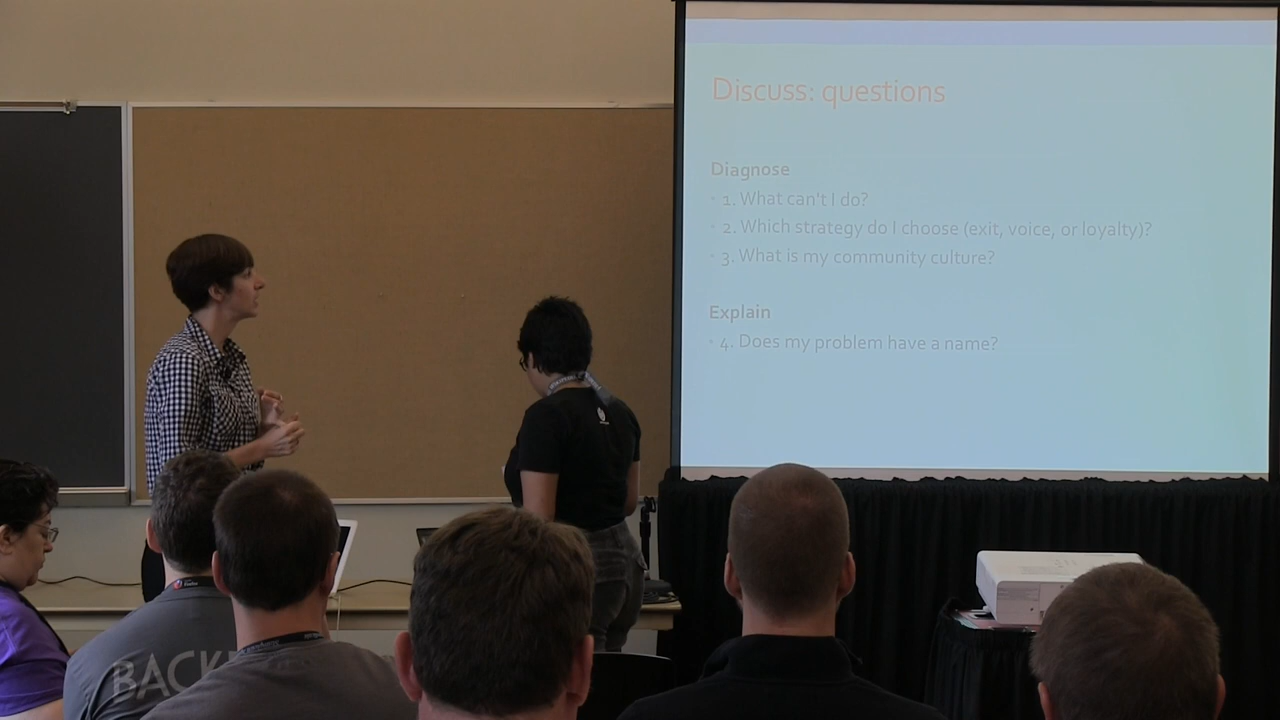 Discuss: questions
Diagnose
• 1. What can't I do?
• 2. Which strategy do I choose (exit, voice, or loyalty)?
• 3. What is my community culture?
Explain
• 4. Does my problem have a name?
BACK